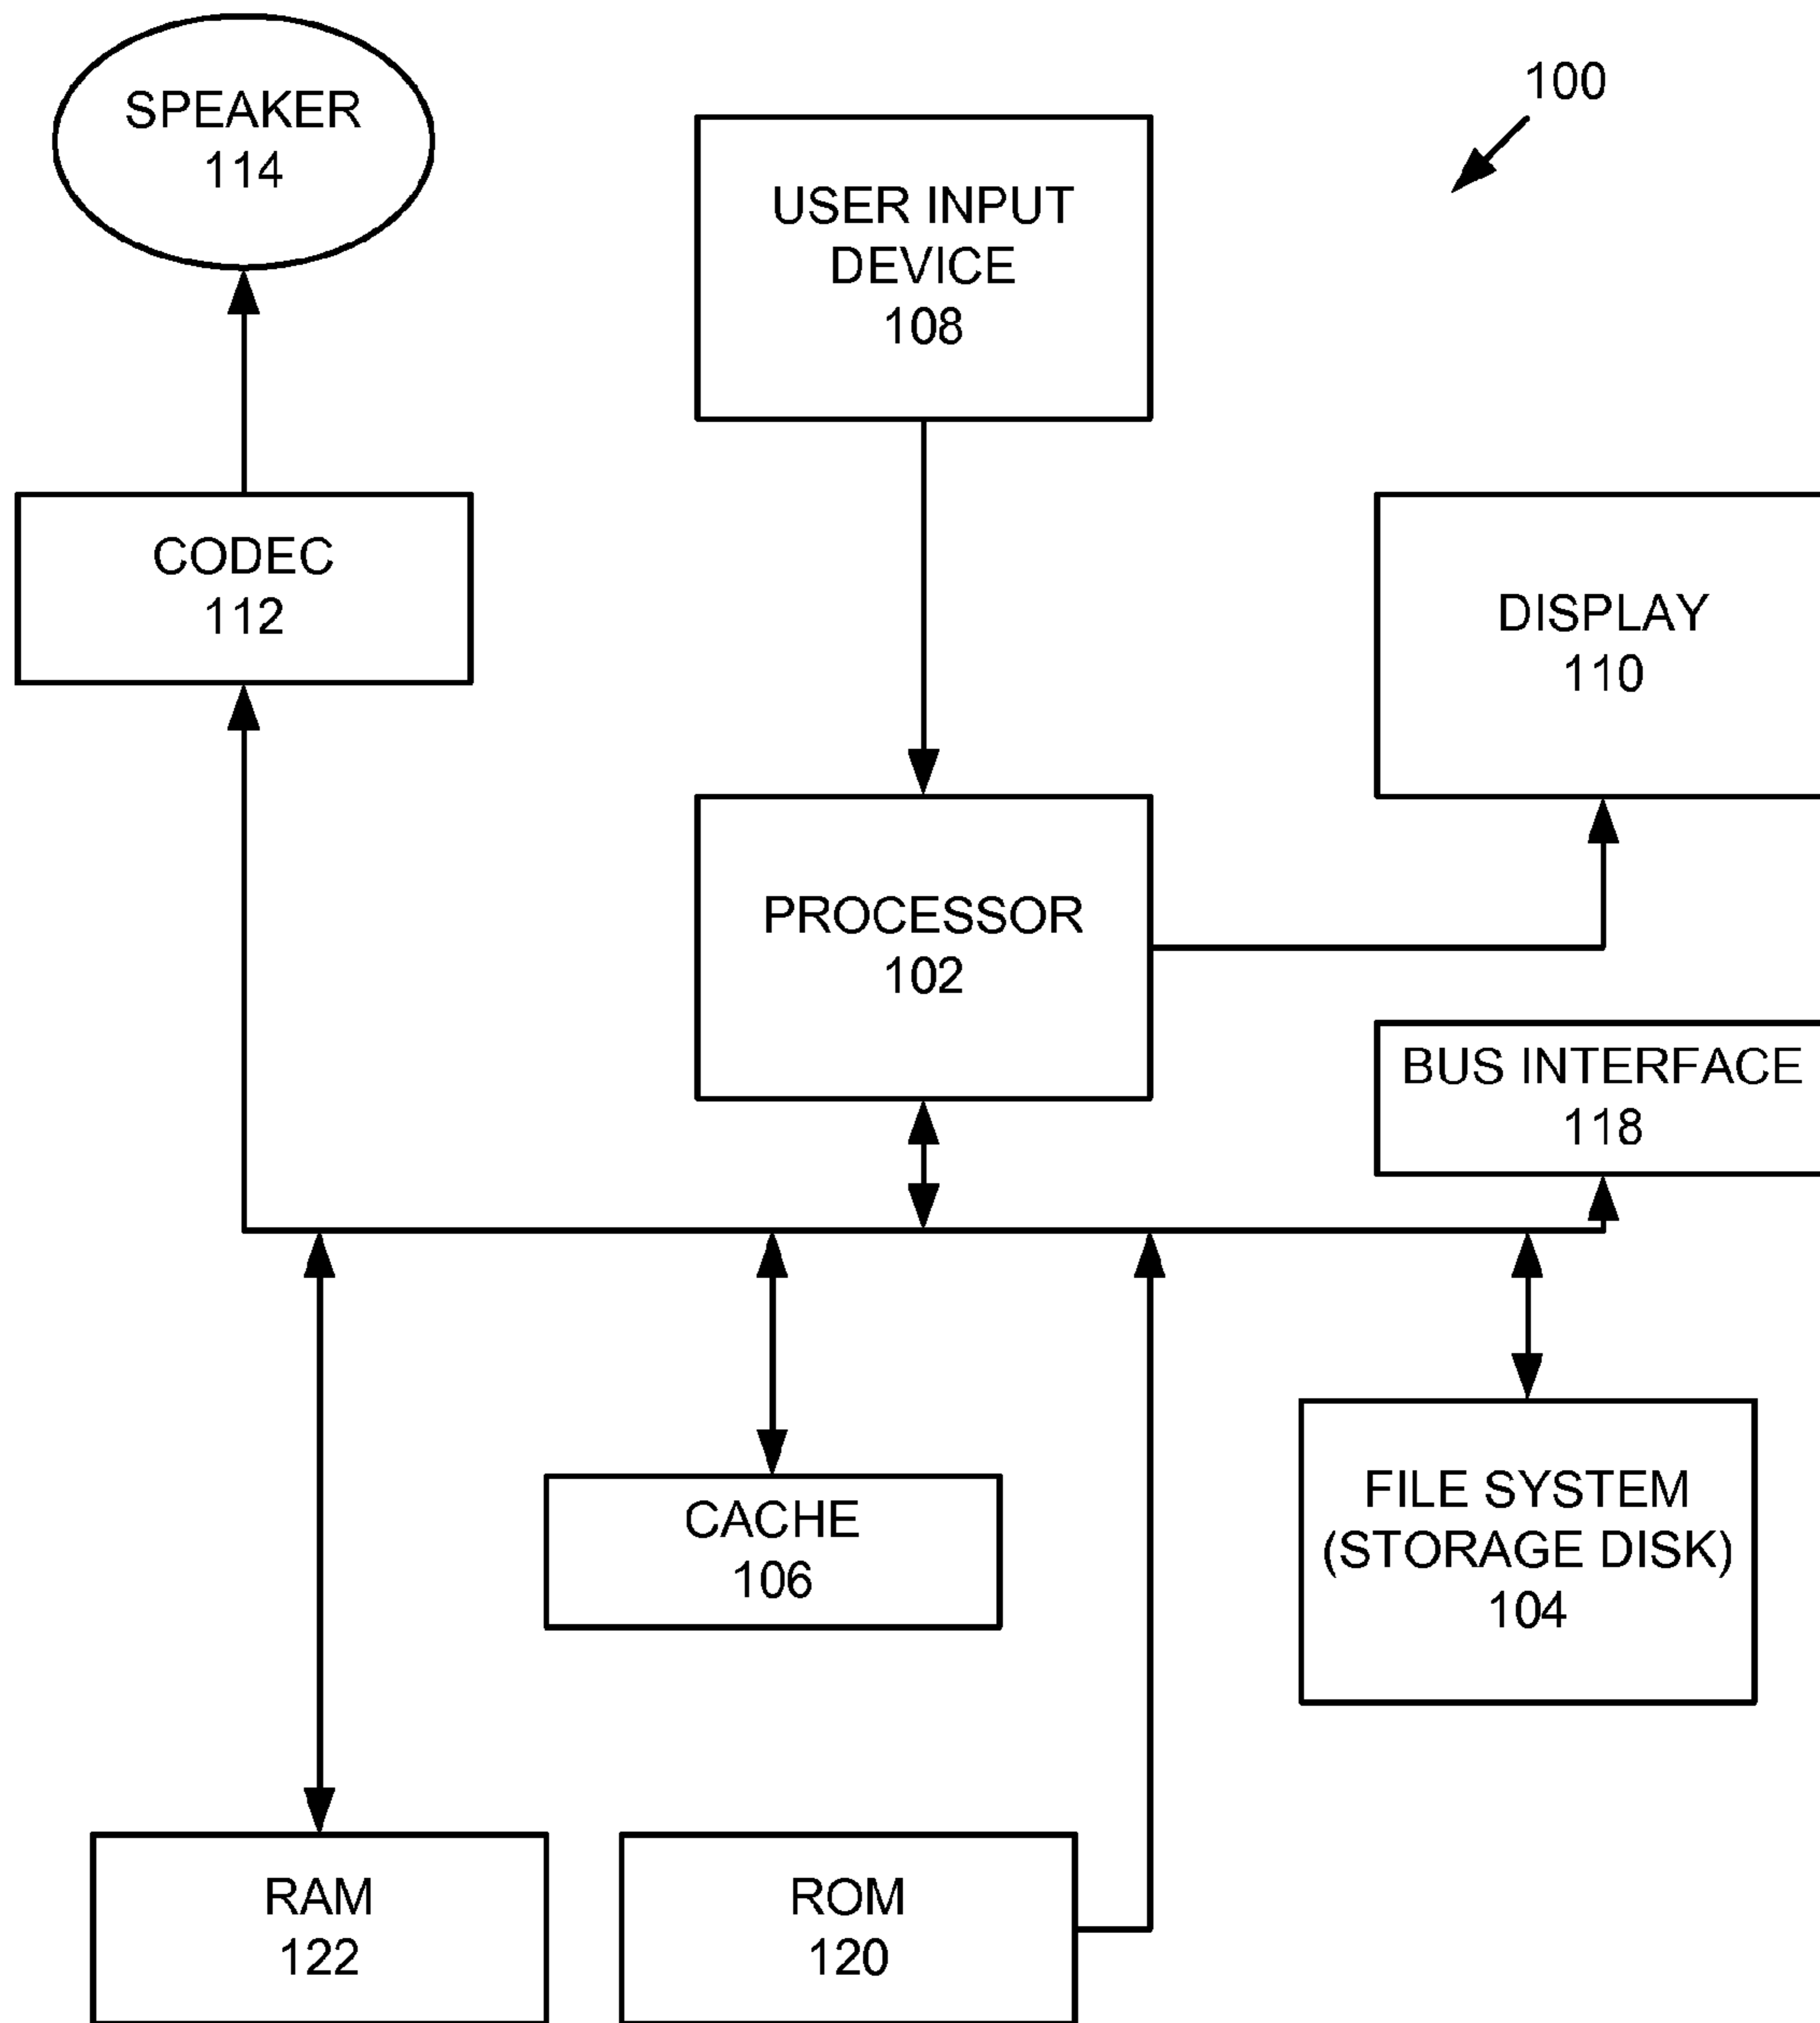 SPEAKER
114
100
USER INPUT
DEVICE
108
CODEC
112
DISPLAY
110
PROCESSOR
102
BUS INTERFACE
118
CACHE
106
FILE SYSTEM
(STORAGE DISK)
104
RAM
122
ROM
120